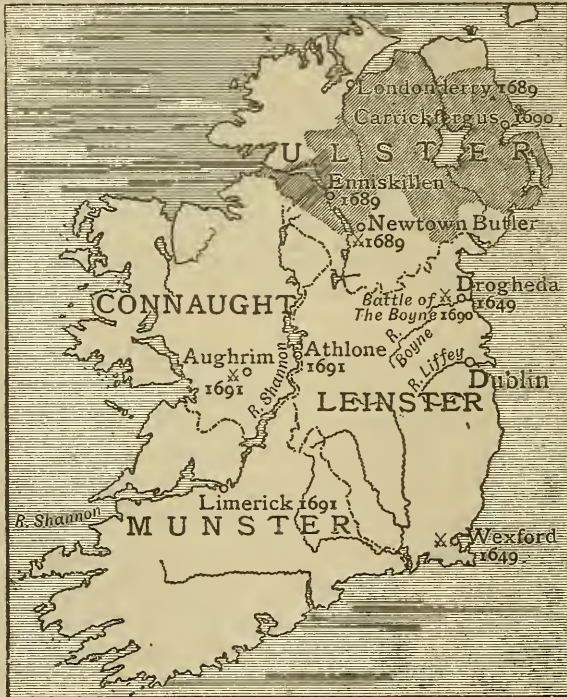 Londonderry 1689
Carrickfergus 1690
ULSTER
Enniskillen
1689
Newtown Butler
1689
Drogheda
1649
Battle of
The Boyne 1690
CONNAUGHT
R.
Boyne
Aughrim
1691
Athlone
1691
R. Shannon
R. Liffey
Dublin
LEINSTER
Limerick 1691
R. Shannon
MUNSTER
Wexford
1649